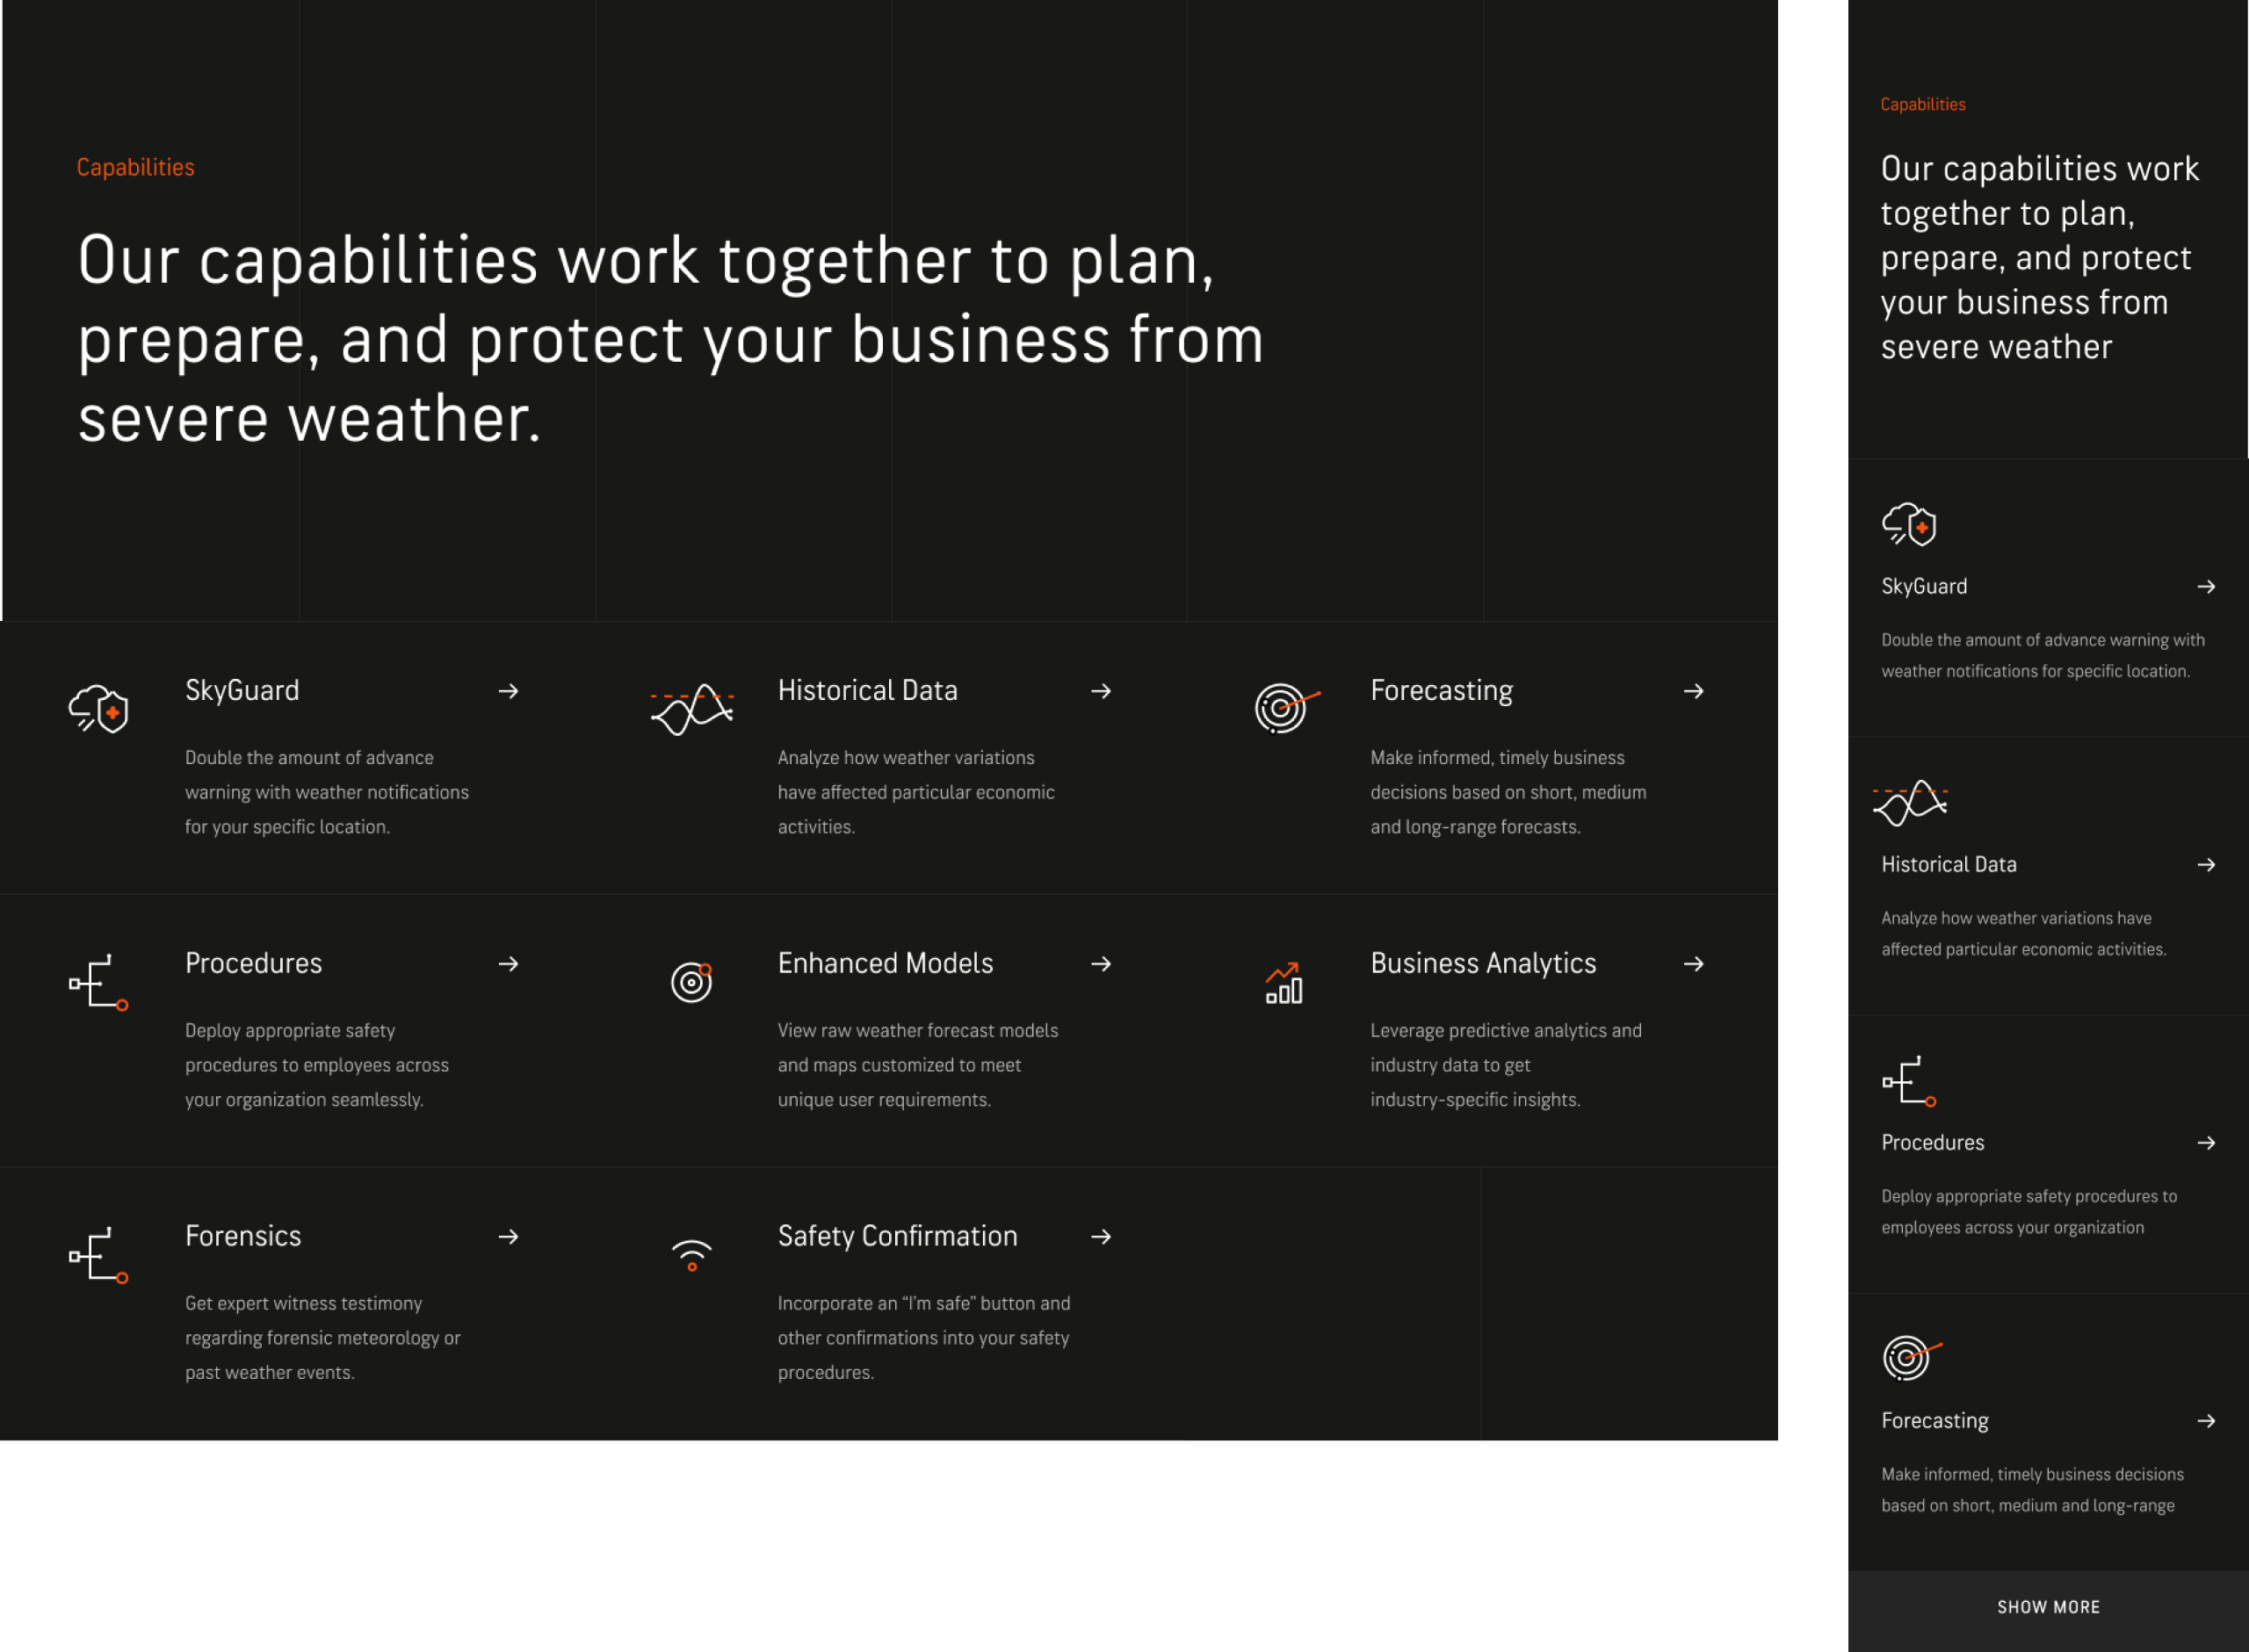 Capabilities
Our capabilities work together to plan,
prepare, and protect your business from
severe weather.
SkyGuard
Double the amount of advance
warning with weather notifications
for your specific location.
Historical Data
Analyze how weather variations
have affected particular economic
activities.
Forecasting
Make informed, timely business
decisions based on short, medium
and long-range forecasts.
Procedures
Deploy appropriate safety
procedures to employees across
your organization seamlessly.
Enhanced Models
View raw weather forecast models
and maps customized to meet
unique user requirements.
Business Analytics
Leverage predictive analytics and
industry data to get
industry-specific insights.
Forensics
Get expert witness testimony
regarding forensic meteorology or
past weather events.
Safety Confirmation
Incorporate an “I’m safe” button and
other confirmations into your safety
procedures.
Capabilities
Our capabilities work
together to plan,
prepare, and protect
your business from
severe weather
SkyGuard
Double the amount of advance warning with
weather notifications for specific location.
Historical Data
Analyze how weather variations have
affected particular economic activities.
Procedures
Deploy appropriate safety procedures to
employees across your organization
Forecasting
Make informed, timely business decisions
based on short, medium and long-range
SHOW MORE